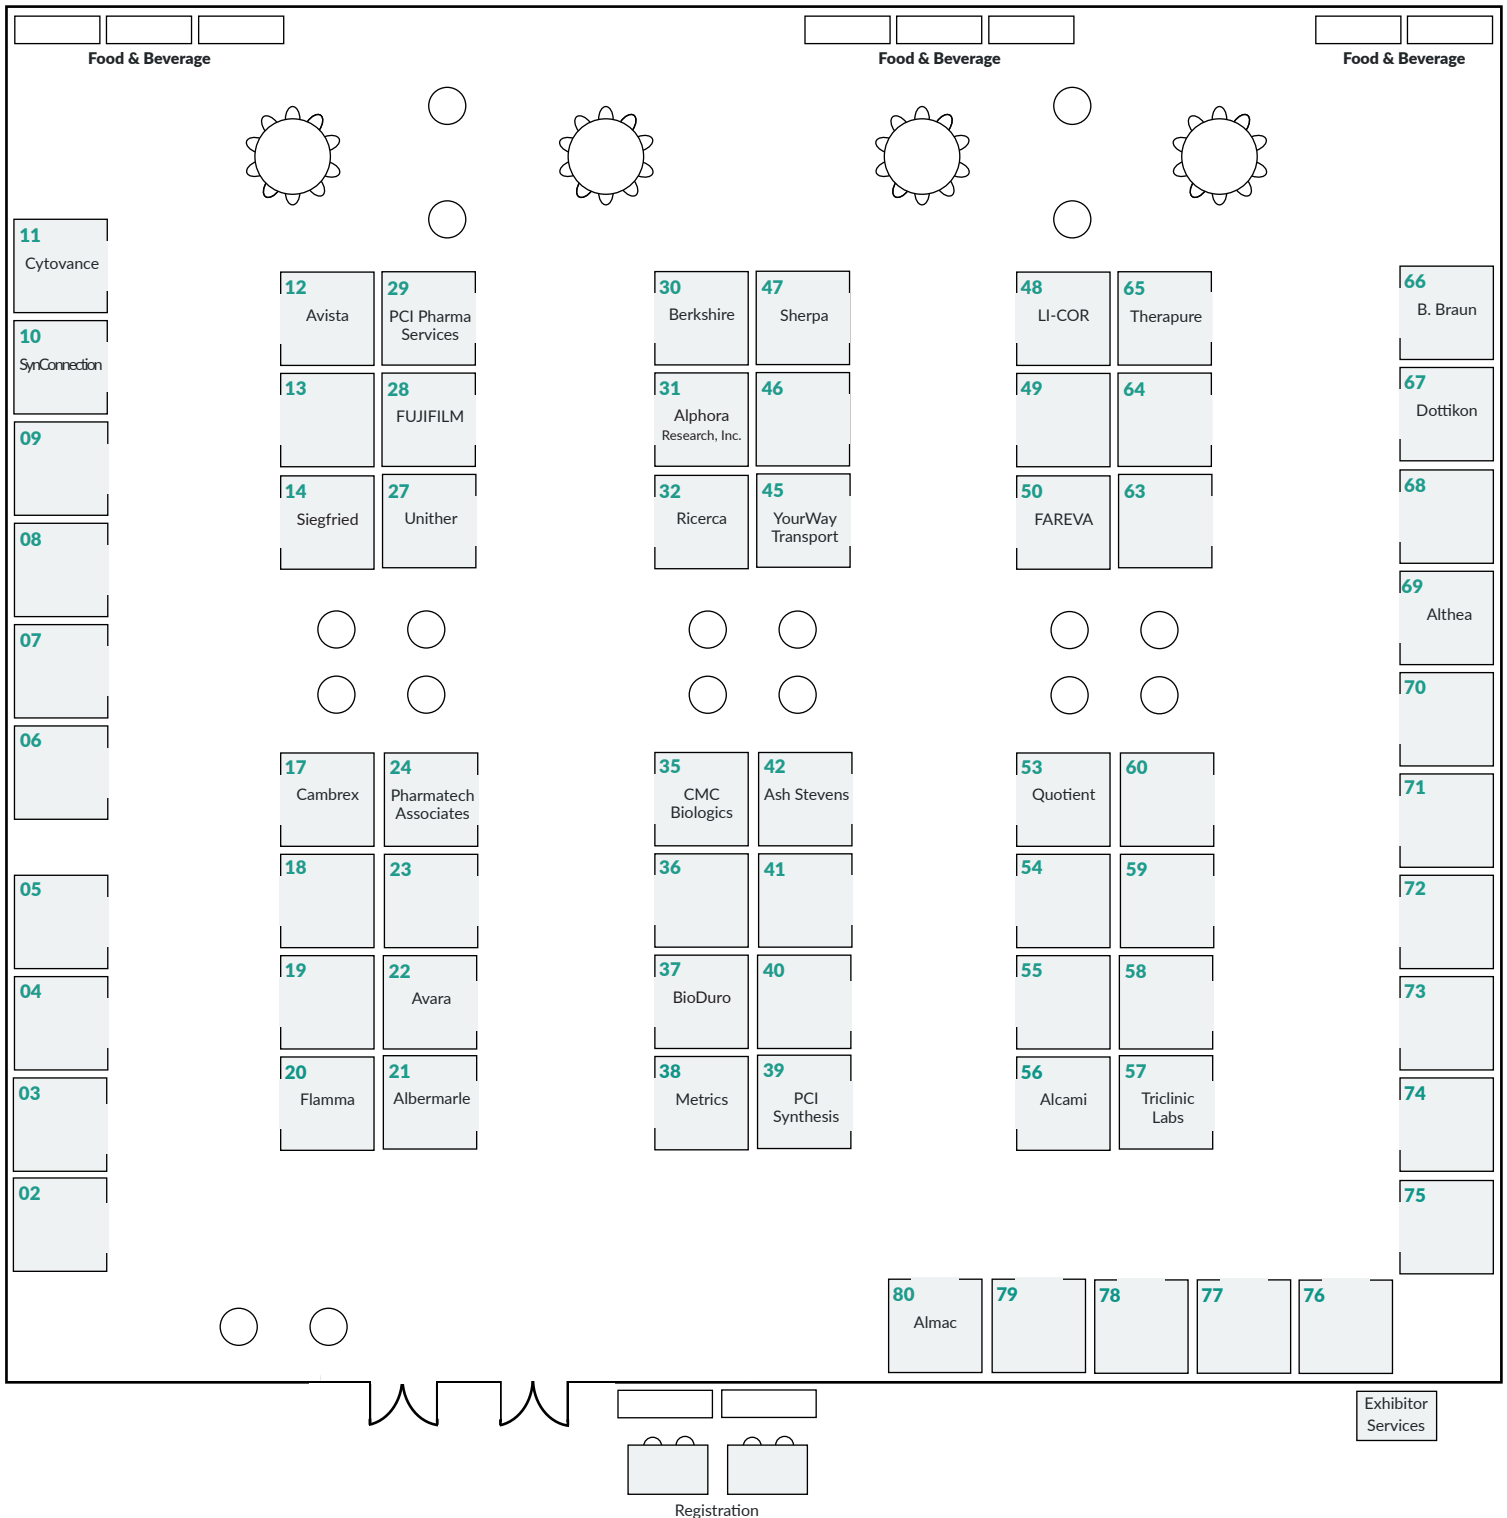 Food & Beverage
Food & Beverage
Food & Beverage
11
Cytovance
10
SynConnection
09
08
07
06
05
04
03
02
12
Avista
29
PCI Pharma
Services
13
28
FUJIFILM
14
Siegfried
27
Unither
17
Cambrex
24
Pharmatech
Associates
18
23
19
22
Avara
20
Flamma
21
Albermarle
30
Berkshire
47
Sherpa
31
Alphora
Research, Inc.
46
32
Ricerca
45
YourWay
Transport
35
CMC
Biologics
42
Ash Stevens
36
41
37
BioDuro
40
38
Metrics
39
PCI
Synthesis
48
LI-COR
65
Therapure
49
64
50
FAREVA
63
53
Quotient
60
54
59
55
58
56
Alcami
57
Triclinic
Labs
66
B. Braun
67
Dottikon
68
69
Althea
70
71
72
73
74
75
80
Almac
79
78
77
76
Exhibitor
Services
Registration